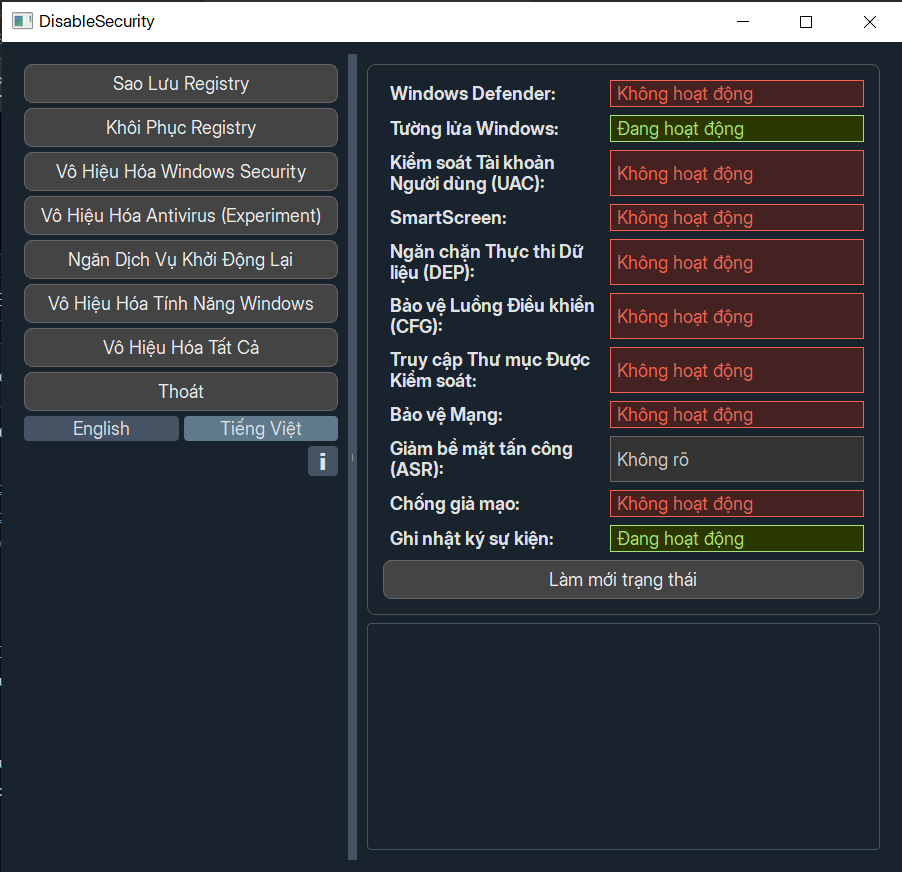 DisableSecurity
Sao Lưu Registry
Khôi Phục Registry
Vô Hiệu Hóa Windows Security
Vô Hiệu Hóa Antivirus (Experiment)
Ngăn Dịch Vụ Khởi Động Lại
Vô Hiệu Hóa Tính Năng Windows
Vô Hiệu Hóa Tất Cả
Thoát
English
Tiếng Việt
i
Windows Defender:
Không hoạt động
Tường lửa Windows:
Đang hoạt động
Kiểm soát Tài khoản
Người dùng (UAC):
Không hoạt động
SmartScreen:
Không hoạt động
Ngăn chặn Thực thi Dữ
liệu (DEP):
Không hoạt động
Bảo vệ Luồng Điều khiển
(CFG):
Không hoạt động
Truy cập Thư mục Được
Kiểm soát:
Không hoạt động
Bảo vệ Mạng:
Không hoạt động
Giảm bề mặt tấn công
(ASR):
Không rõ
Chống giả mạo:
Không hoạt động
Ghi nhật ký sự kiện:
Đang hoạt động
Làm mới trạng thái